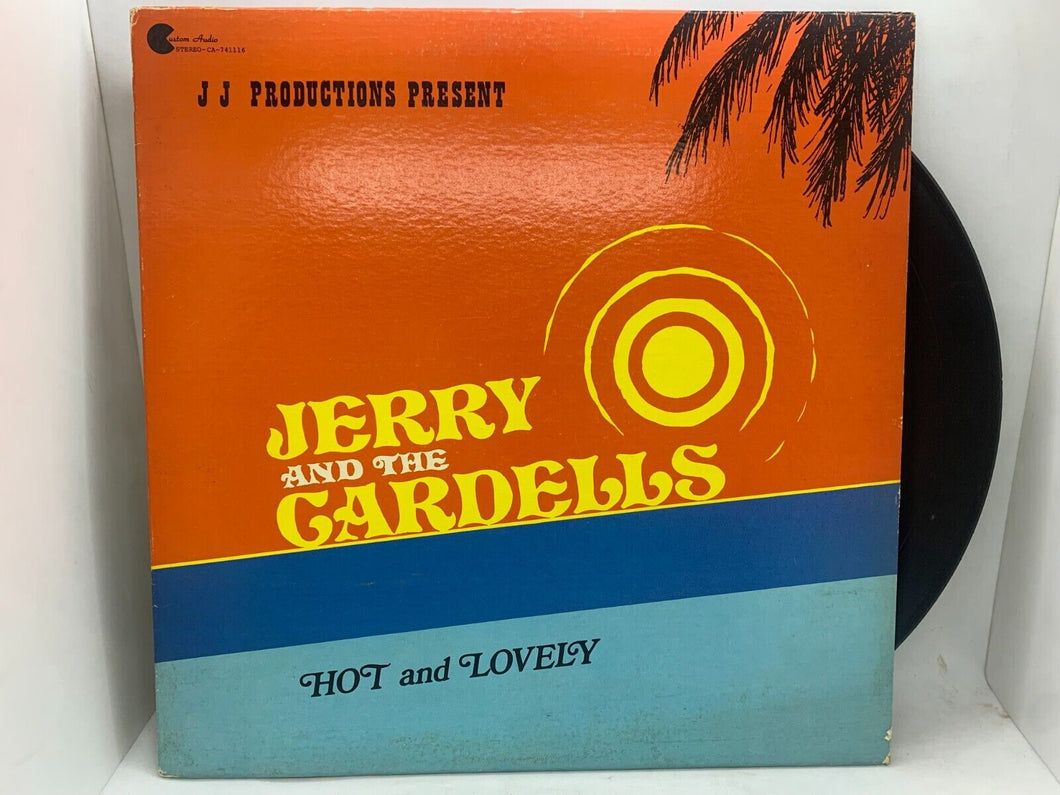 Custom Audio
STEREO-CA-741116
J J PRODUCTIONS PRESENT
JERRY
AND THE
CARDELLS
HOT and LOVELY